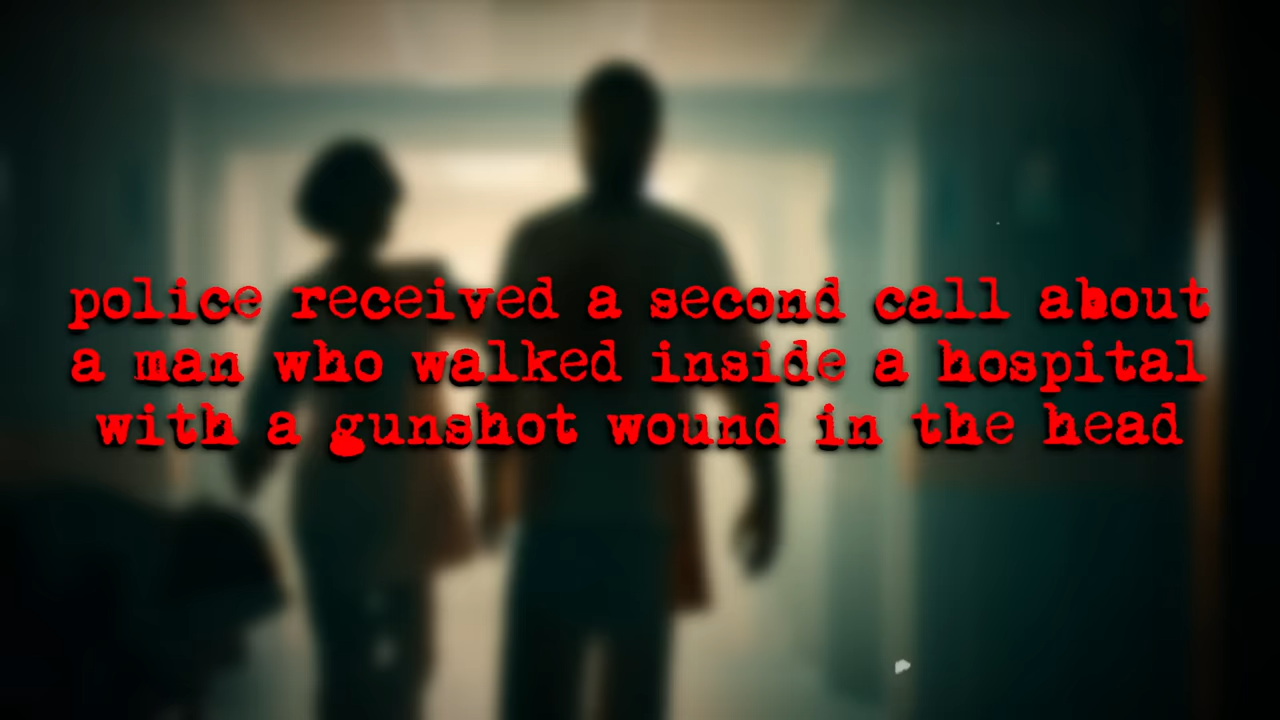 police received a second call about
a man who walked inside a hospital
with a gunshot wound in the head